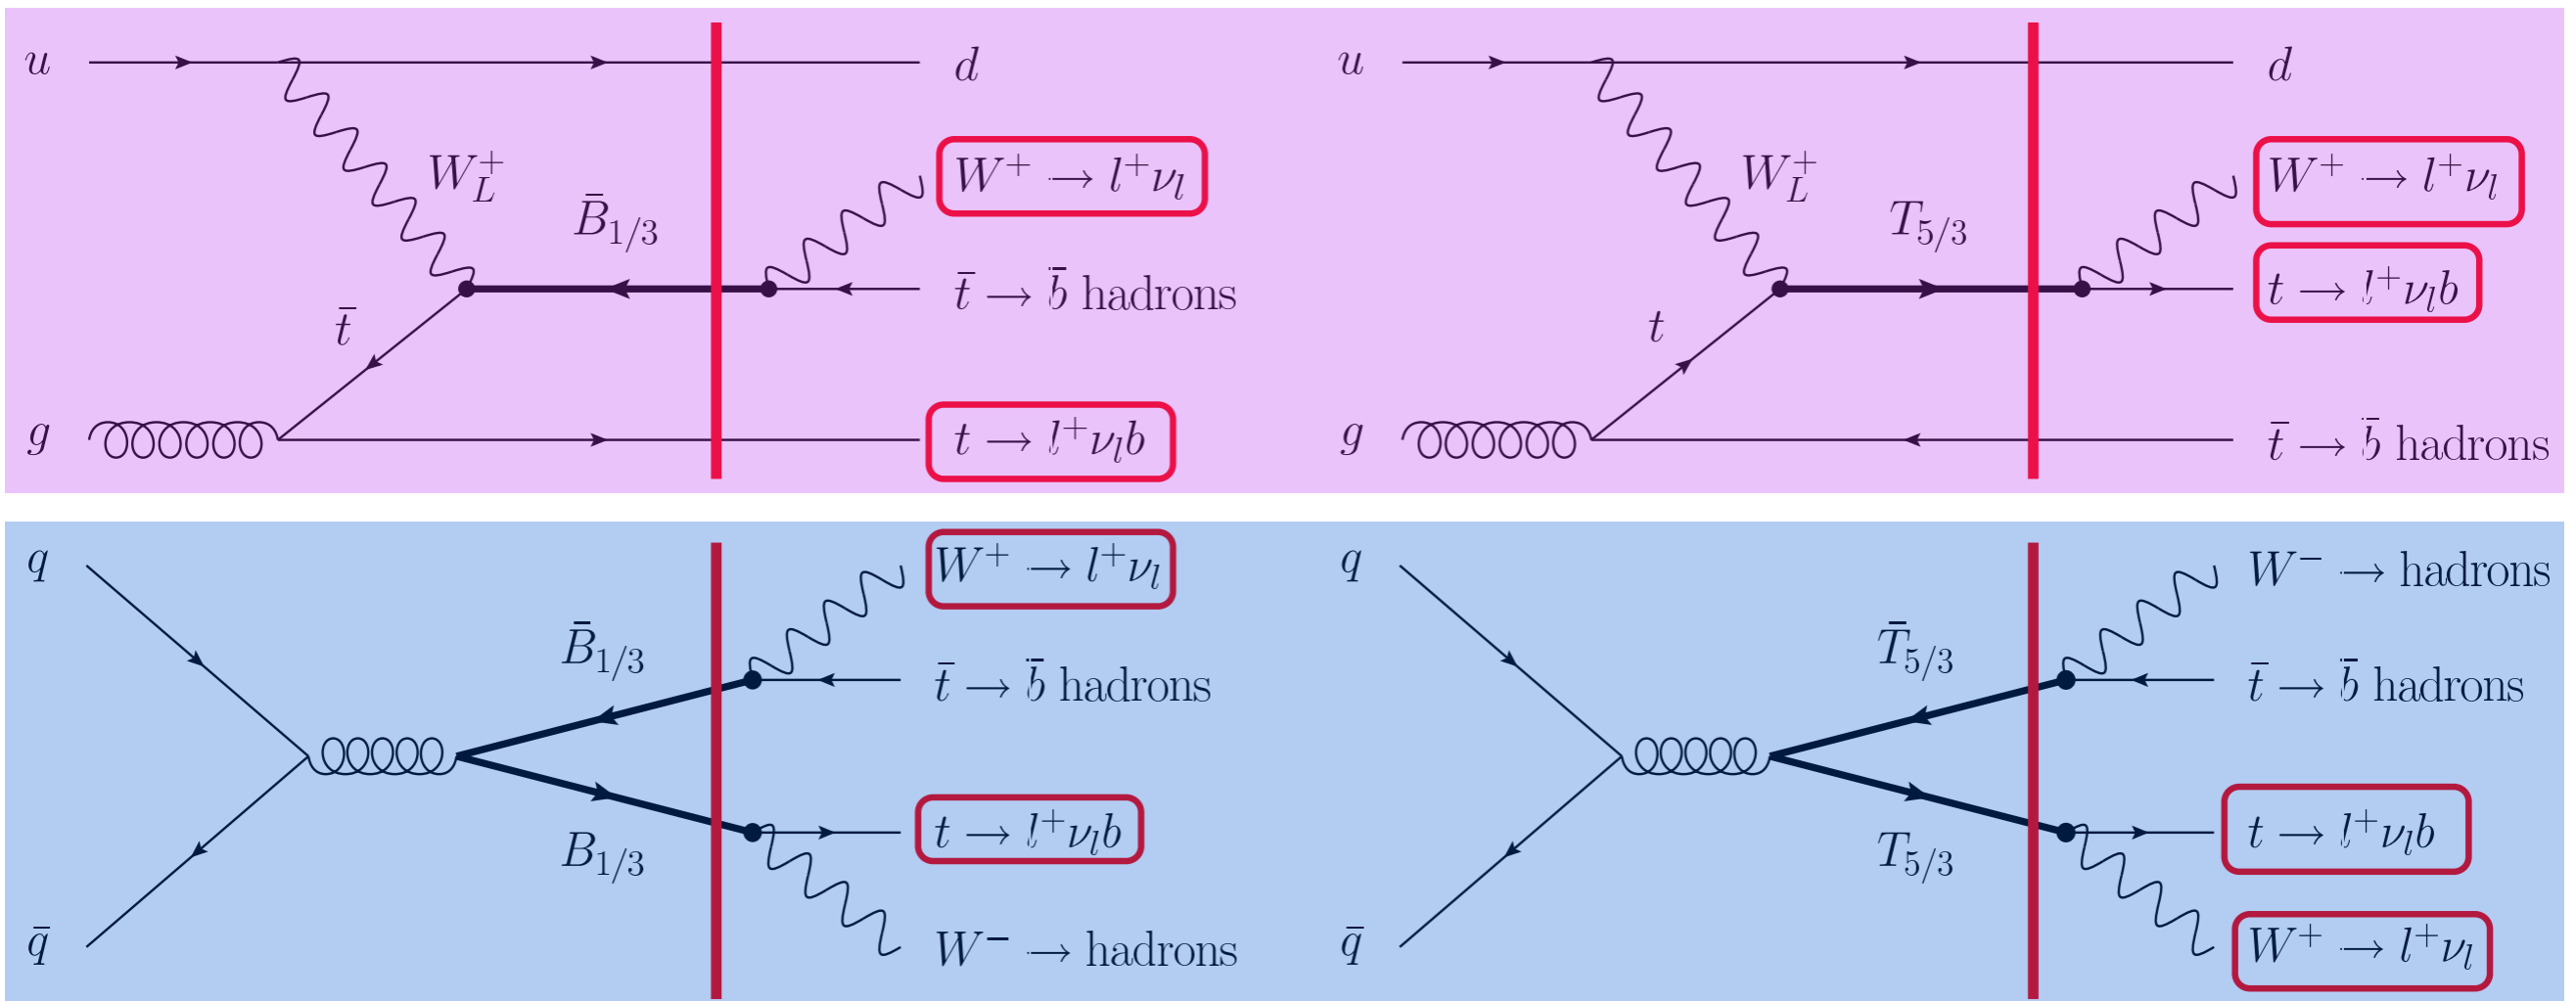 u d u d
W⁺ → l⁺ν_l W⁺ → l⁺ν_l
W_L⁺ W_L⁺
B̄_{1/3} T_{5/3}
t̄ → b̄ hadrons t → l⁺ν_l b
t̄ t
g t → l⁺ν_l b g t̄ → b̄ hadrons
q W⁺ → l⁺ν_l q W⁻ → hadrons
B̄_{1/3} T̄_{5/3}
t̄ → b̄ hadrons t̄ → b̄ hadrons
t → l⁺ν_l b t → l⁺ν_l b
B_{1/3} T_{5/3}
q̄ W⁻ → hadrons q̄ W⁺ → l⁺ν_l